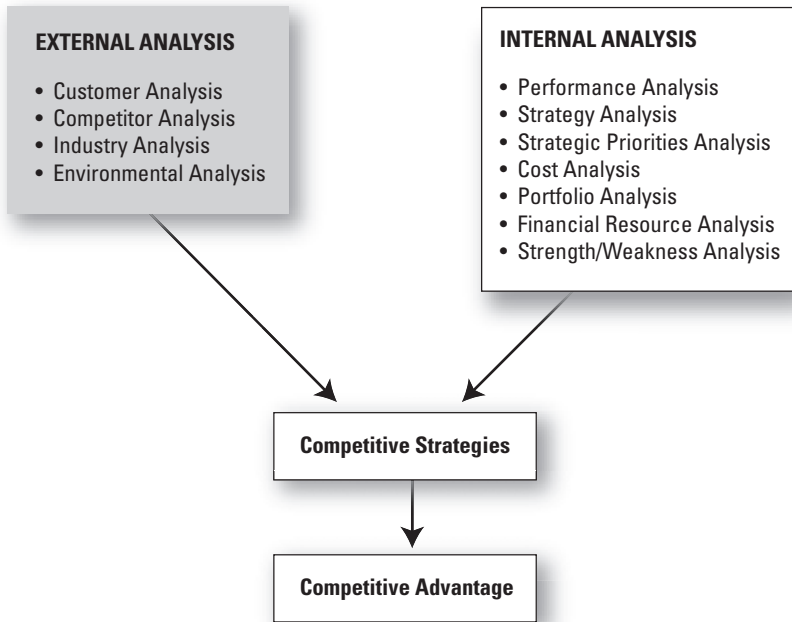 EXTERNAL ANALYSIS
• Customer Analysis
• Competitor Analysis
• Industry Analysis
• Environmental Analysis
INTERNAL ANALYSIS
• Performance Analysis
• Strategy Analysis
• Strategic Priorities Analysis
• Cost Analysis
• Portfolio Analysis
• Financial Resource Analysis
• Strength/Weakness Analysis
Competitive Strategies
Competitive Advantage